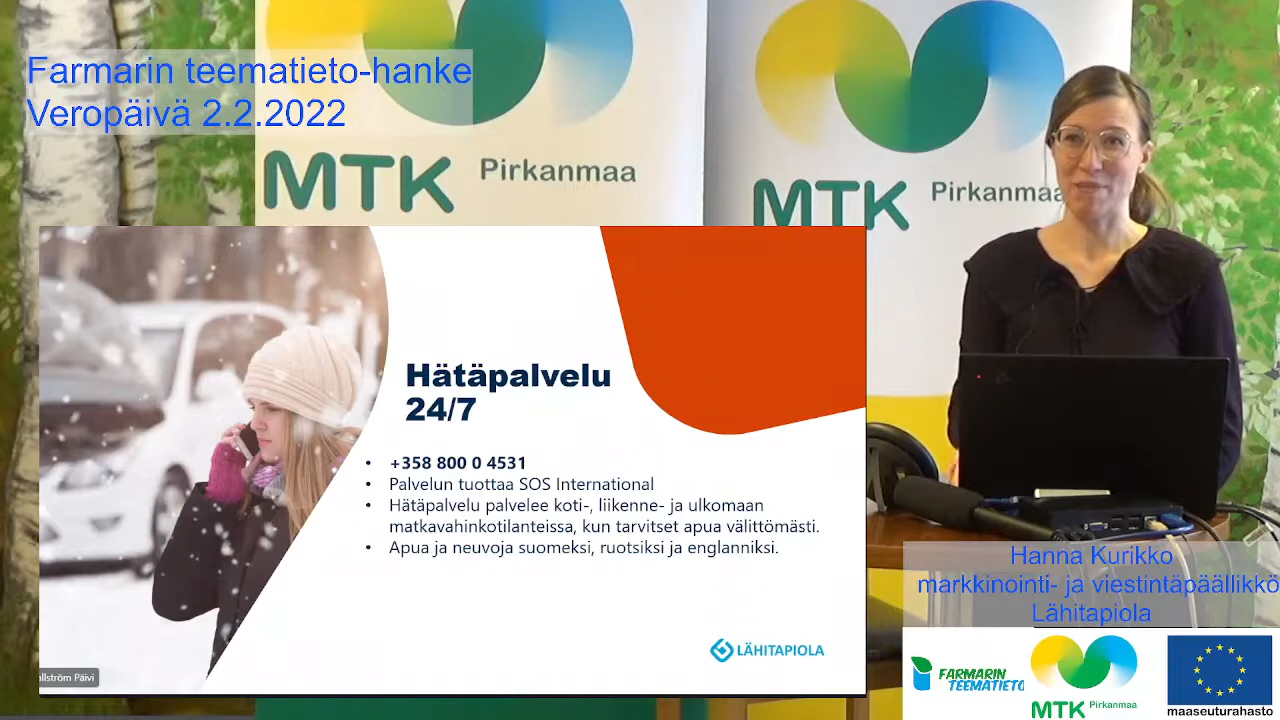 Farmarin teematieto-hanke
Veropäivä 2.2.2022
MTK Pirkanmaa
MTK Pirkanmaa
Hätäpalvelu
24/7
• +358 800 0 4531
• Palvelun tuottaa SOS International
• Hätäpalvelu palvelee koti-, liikenne- ja ulkomaan
matkavahinkotilanteissa, kun tarvitset apua välittömästi.
• Apua ja neuvoja suomeksi, ruotsiksi ja englanniksi.
LÄHITAPIOLA
llström Päivi
Hanna Kurikko
markkinointi- ja viestintäpäällikkö
Lähitapiola
FARMARIN
TEEMATIETO
MTK Pirkanmaa
maaseuturahasto